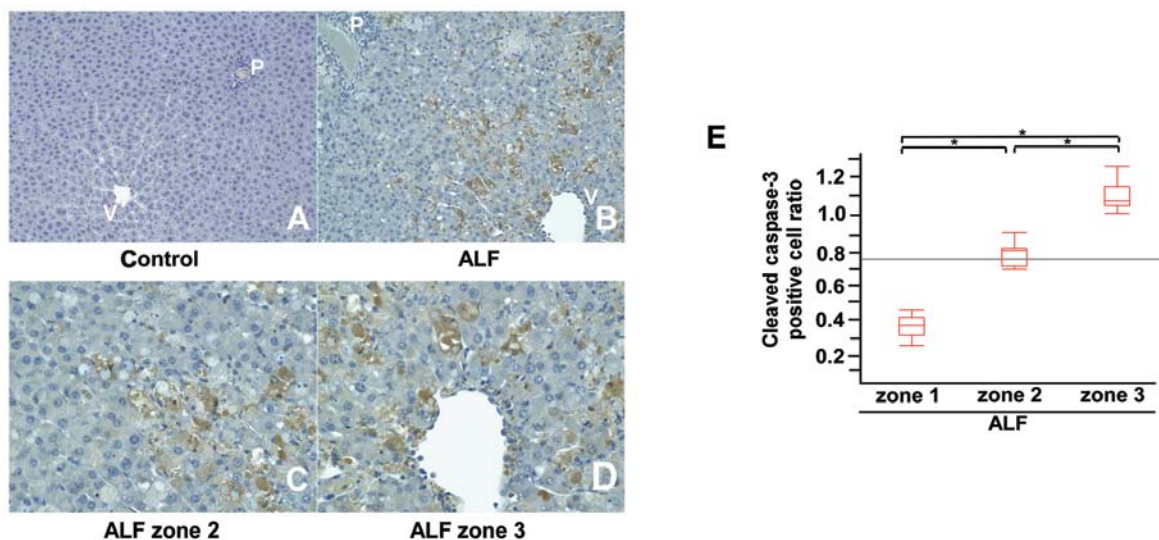 P
V
A
Control
P
V
B
ALF
C
ALF zone 2
D
ALF zone 3
E
Cleaved caspase-3
positive cell ratio
* 
* *
1.2
1.0
0.8
0.6
0.4
0.2
zone 1 zone 2 zone 3
ALF